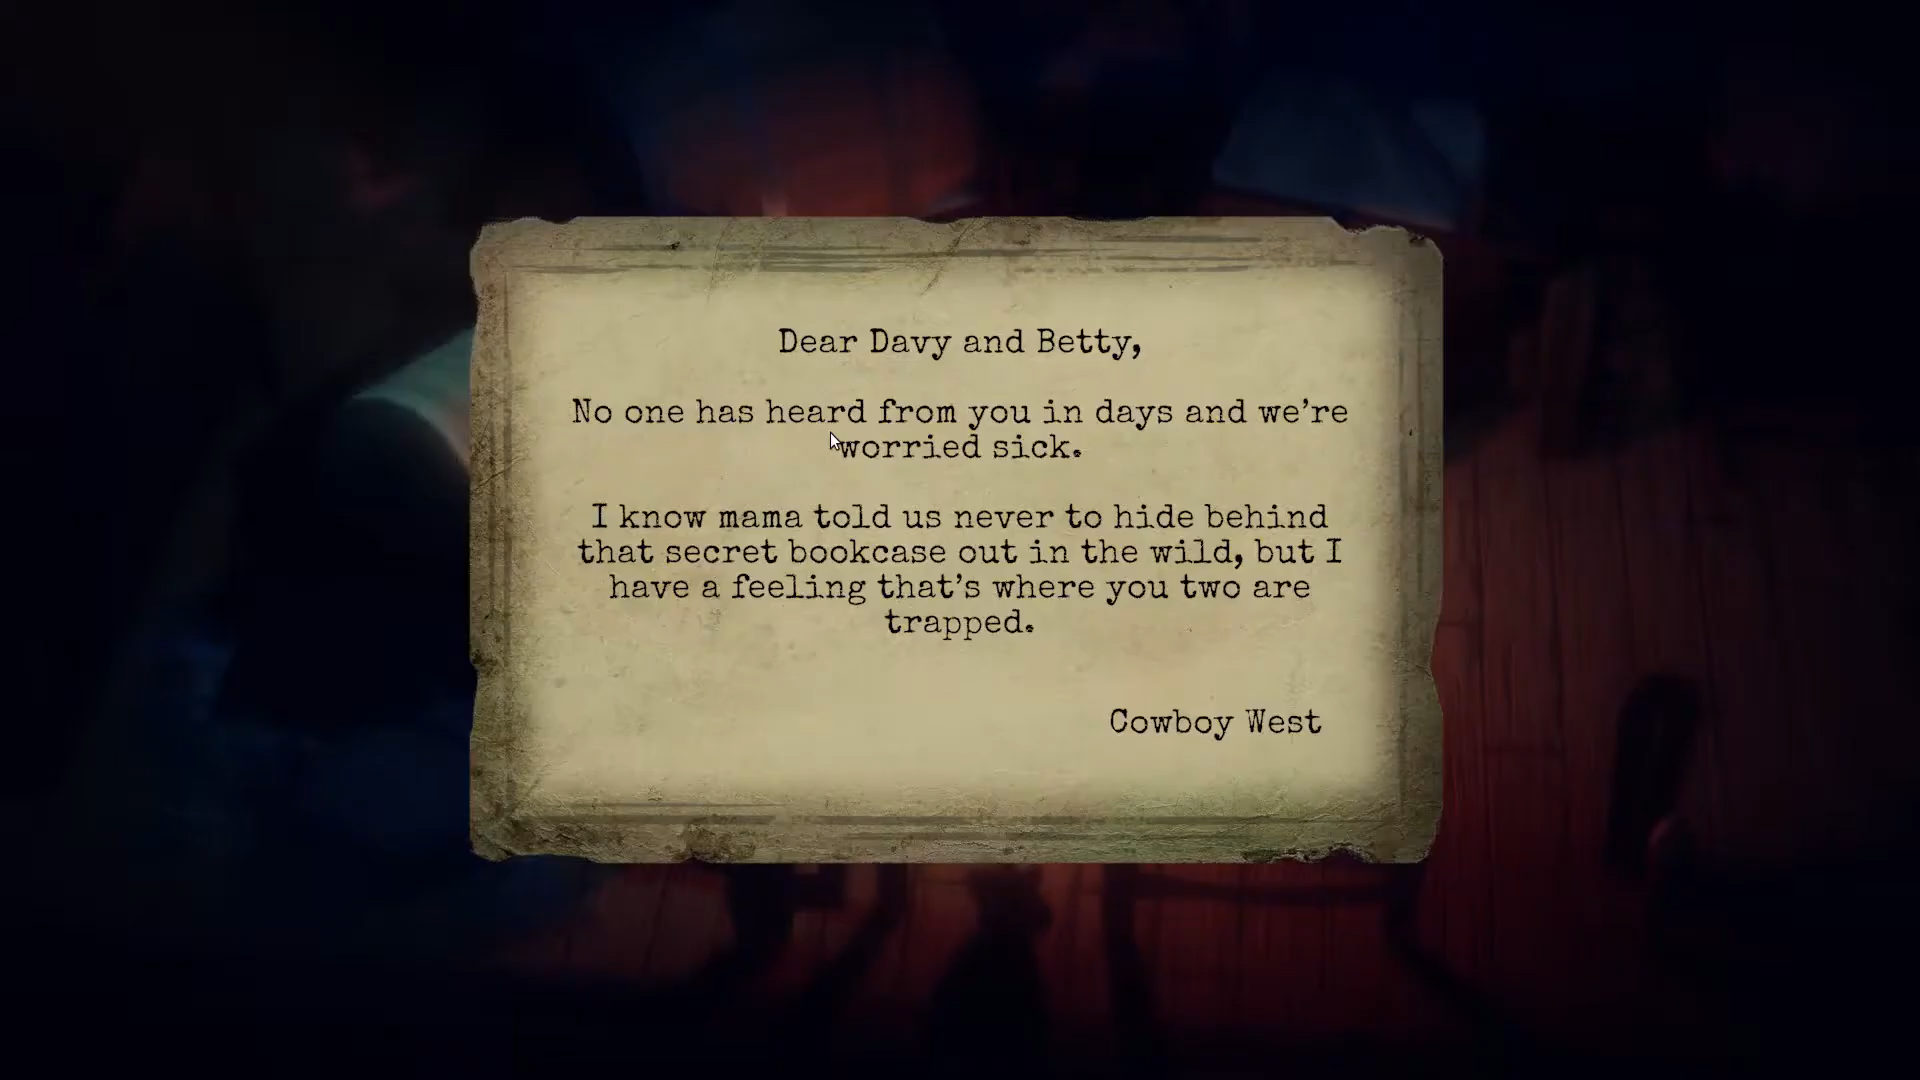 Dear Davy and Betty,
No one has heard from you in days and we're
worried sick.
I know mama told us never to hide behind
that secret bookcase out in the wild, but I
have a feeling that's where you two are
trapped.
Cowboy West